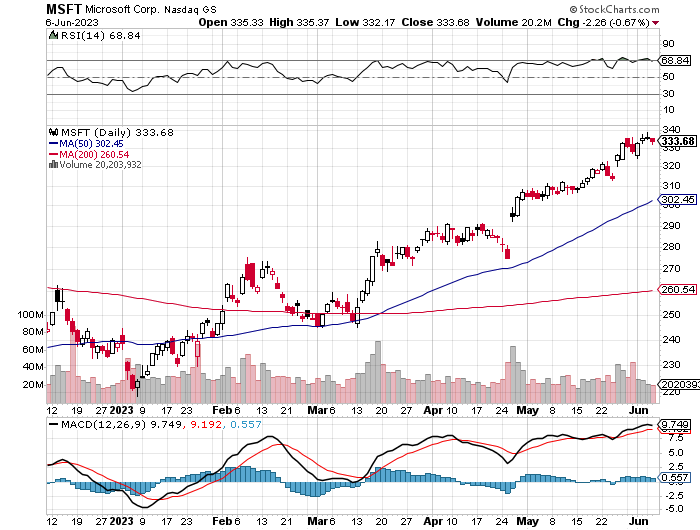 MSFT Microsoft Corp. Nasdaq GS © StockCharts.com
6-Jun-2023 Open 335.33 High 335.37 Low 332.17 Close 333.68 Volume 20.2M Chg -2.26 (-0.67%)
RSI(14) 68.84
90
68.84
50
30
10
MSFT (Daily) 333.68
MA(50) 302.45
MA(200) 260.54
Volume 20,203,932
340
333.68
330
320
310
302.45
300
290
280
270
260.54
250
240
230
220
100M
80M
60M
40M
20M
2020393
12 19 27 2023 9 17 23 Feb 6 13 21 Mar 6 13 20 27 Apr 10 17 24 May 8 15 22 Jun
MACD(12,26,9) 9.749, 9.192, 0.557
9.749
7.5
5.0
2.5
0.557
-2.5
-5.0
12 19 27 2023 9 17 23 Feb 6 13 21 Mar 6 13 20 27 Apr 10 17 24 May 8 15 22 Jun